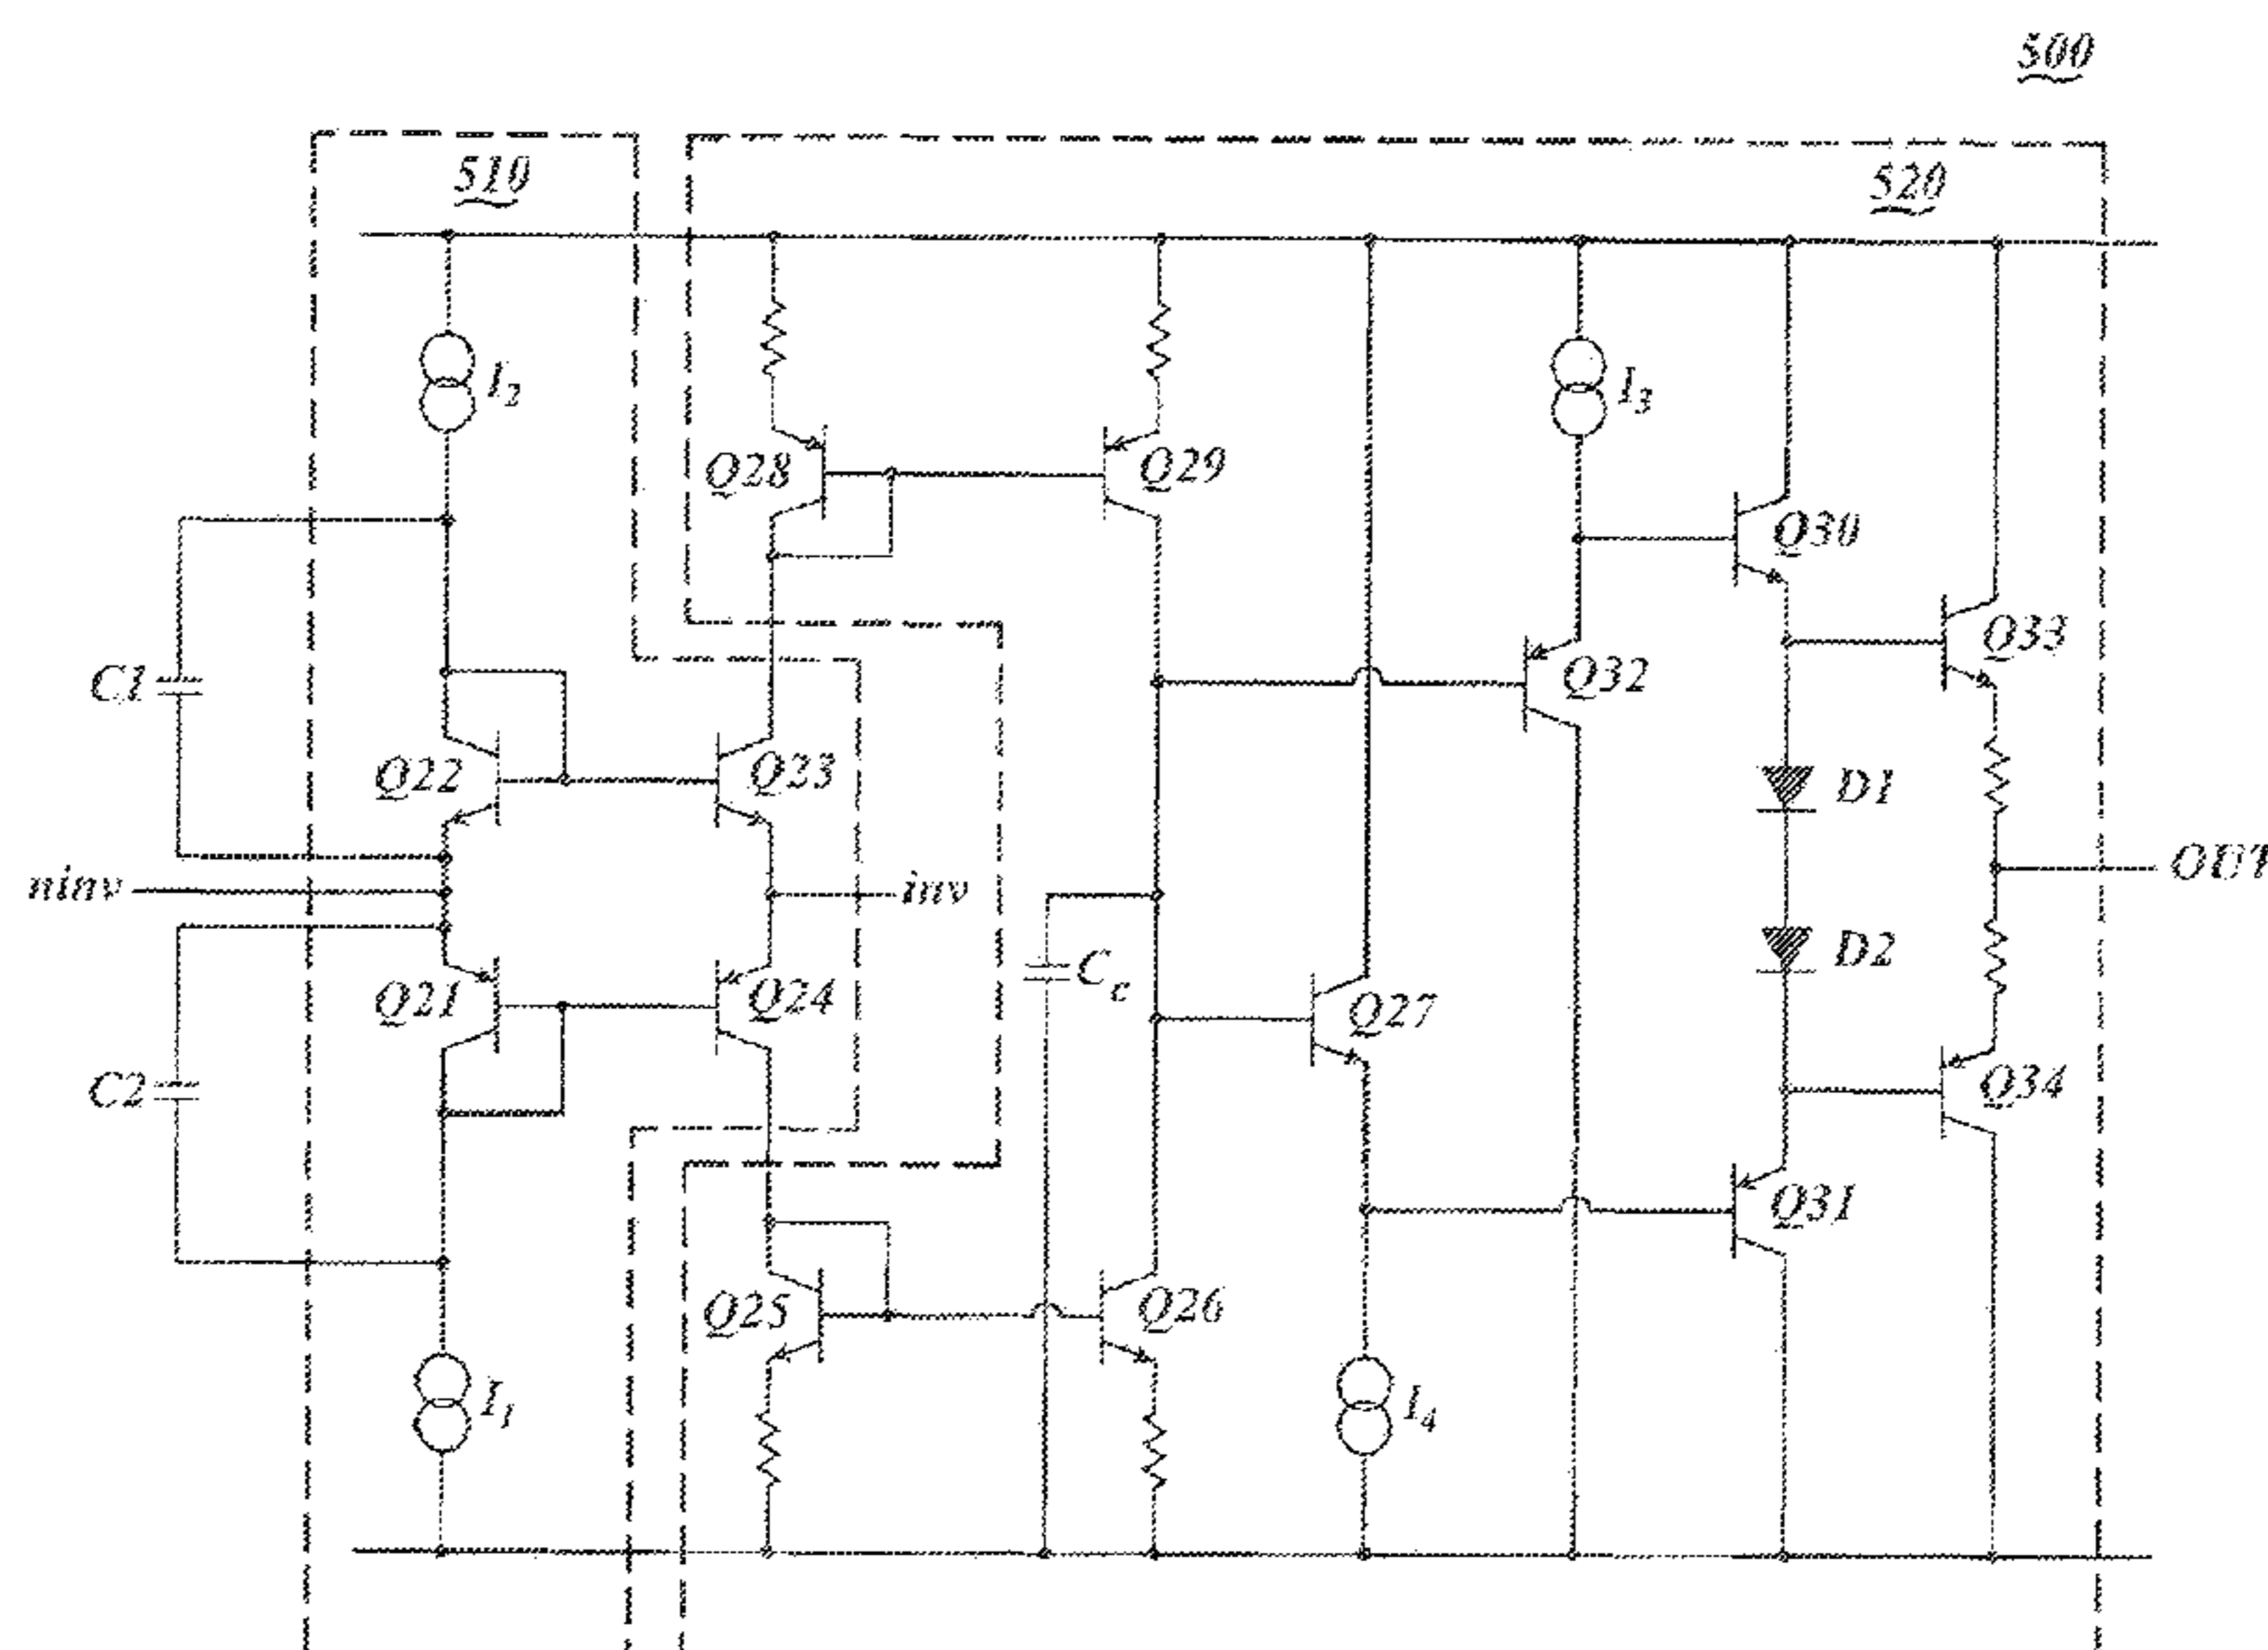 500
510
520
I2
I3
Q28
Q29
Q30
Q33
Q32
C1
Q22
Q23
D1
ninv
inv
OUT
D2
Cc
Q21
Q24
Q27
C2
Q34
Q31
Q25
Q26
I1
I4